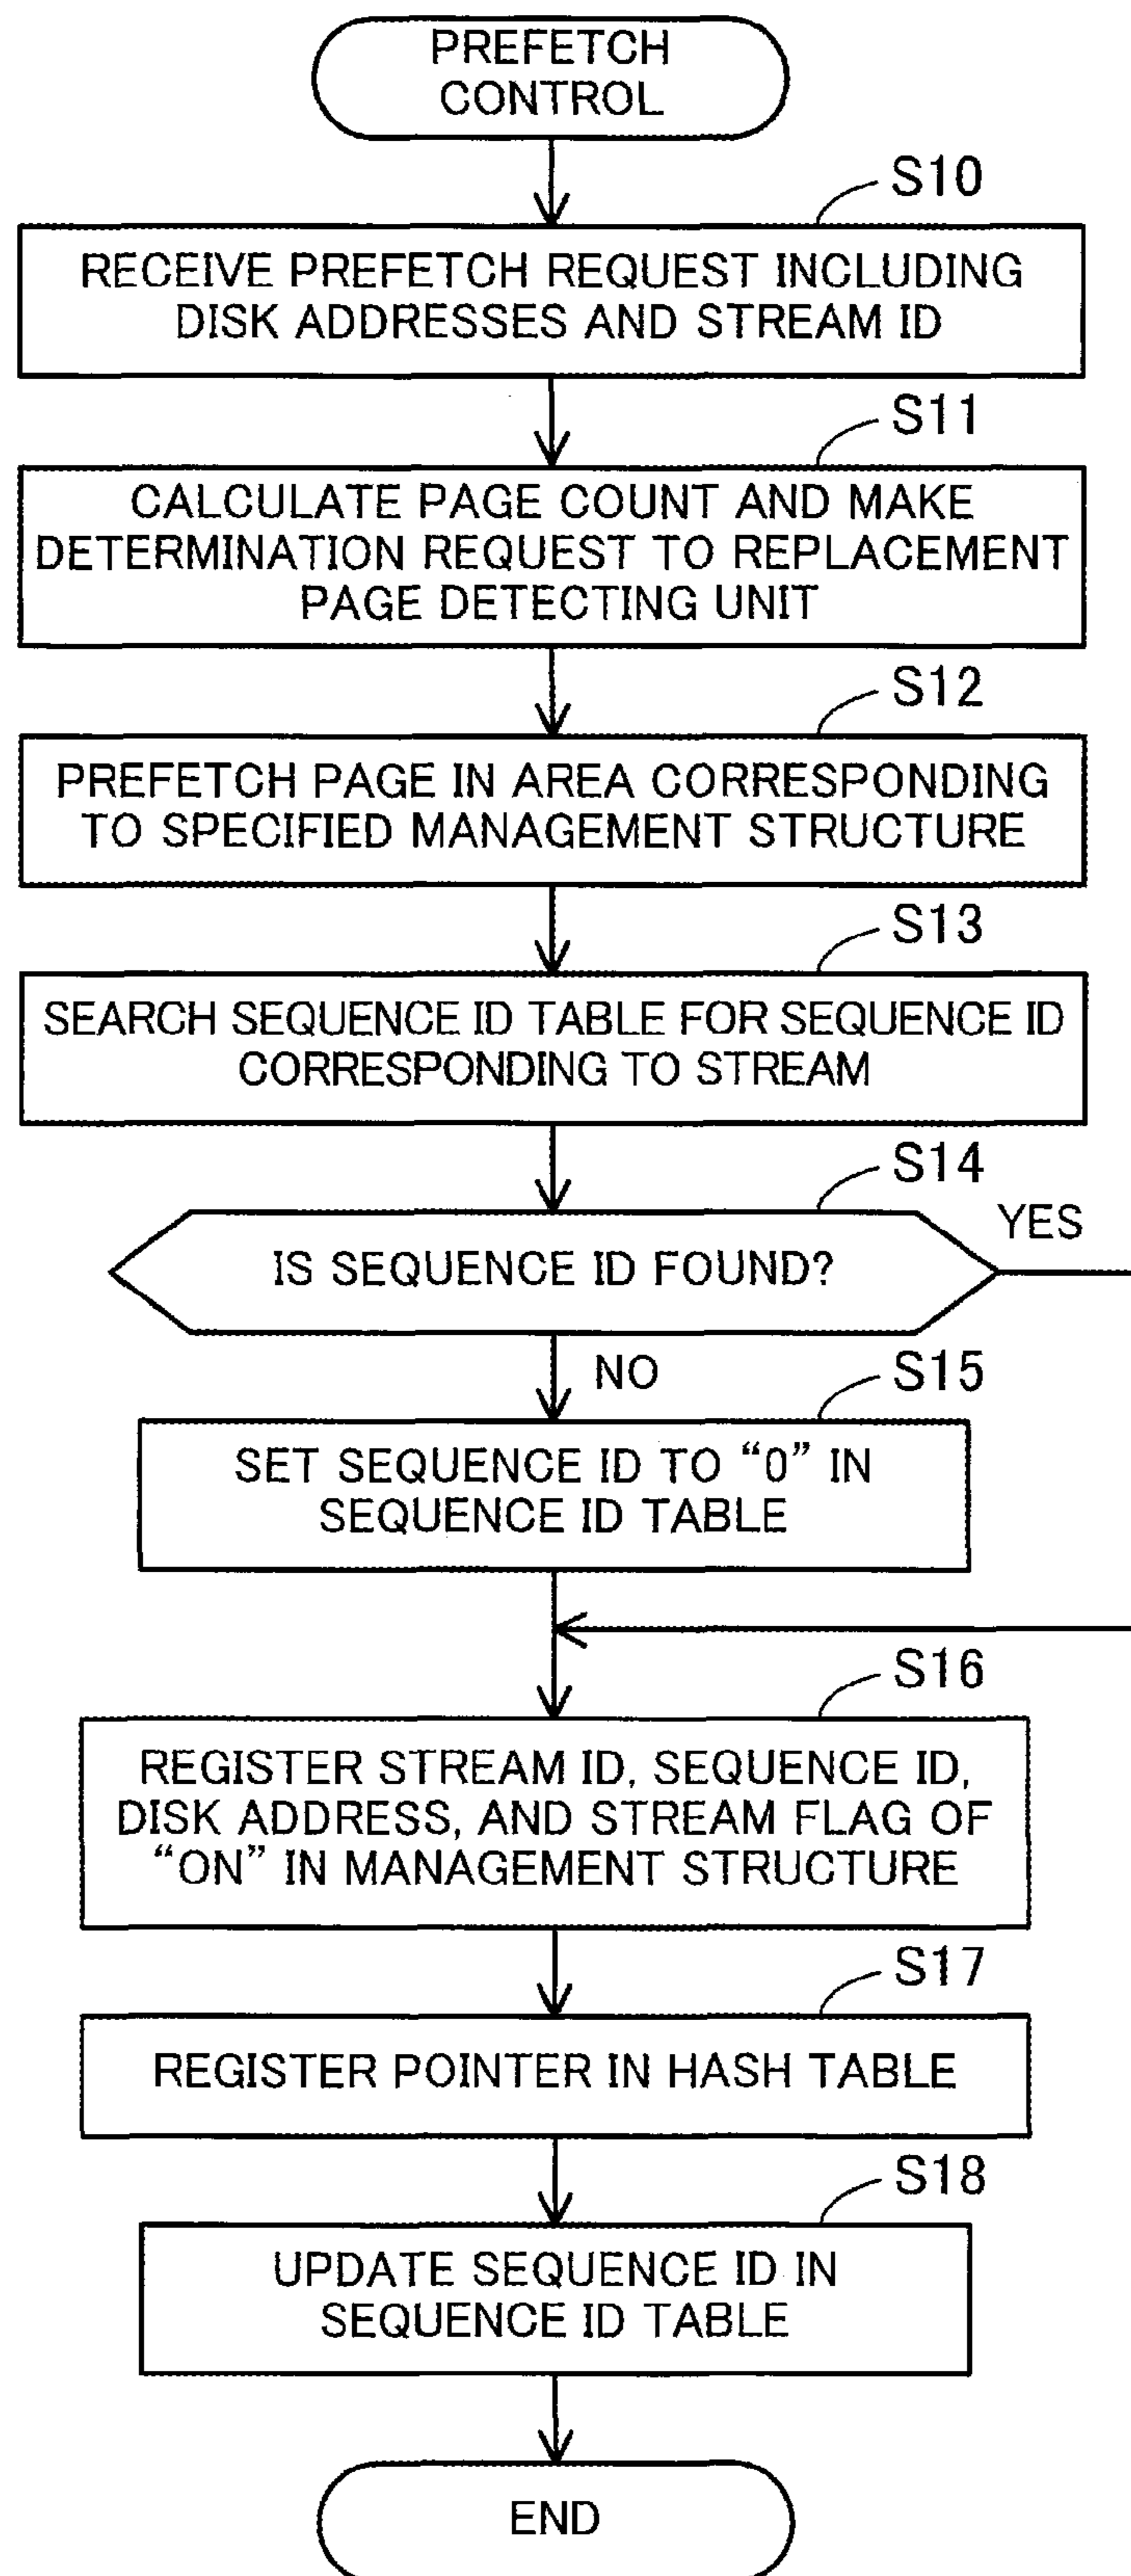 PREFETCH
CONTROL
S10
RECEIVE PREFETCH REQUEST INCLUDING
DISK ADDRESSES AND STREAM ID
S11
CALCULATE PAGE COUNT AND MAKE
DETERMINATION REQUEST TO REPLACEMENT
PAGE DETECTING UNIT
S12
PREFETCH PAGE IN AREA CORRESPONDING
TO SPECIFIED MANAGEMENT STRUCTURE
S13
SEARCH SEQUENCE ID TABLE FOR SEQUENCE ID
CORRESPONDING TO STREAM
S14
YES
IS SEQUENCE ID FOUND?
NO
S15
SET SEQUENCE ID TO “0” IN
SEQUENCE ID TABLE
S16
REGISTER STREAM ID, SEQUENCE ID,
DISK ADDRESS, AND STREAM FLAG OF
“ON” IN MANAGEMENT STRUCTURE
S17
REGISTER POINTER IN HASH TABLE
S18
UPDATE SEQUENCE ID IN
SEQUENCE ID TABLE
END